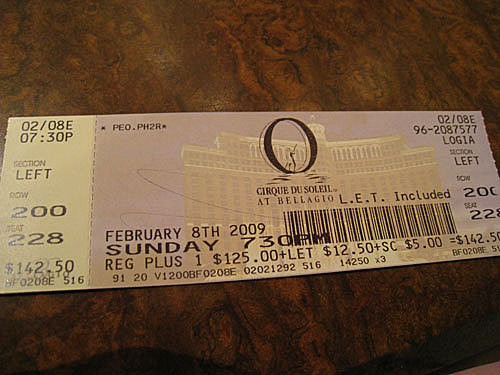 02/08E
07:30P
SECTION
LEFT
ROW
200
SEAT
228
$142.50
BF0208E 516
* PEO.PH2R*
O
CIRQUE DU SOLEIL
AT BELLAGIO
L.E.T. Included
FEBRUARY 8TH 2009
SUNDAY 730PM
REG PLUS 1 $125.00+LET $12.50+SC $5.00 =$142.50
91 20 V1200BF0208E 02021292 516 14250 x3
02/08E
96-2087577
LOGIA
SECTION
LEFT
ROW
200
SEAT
228
BF0208E 516